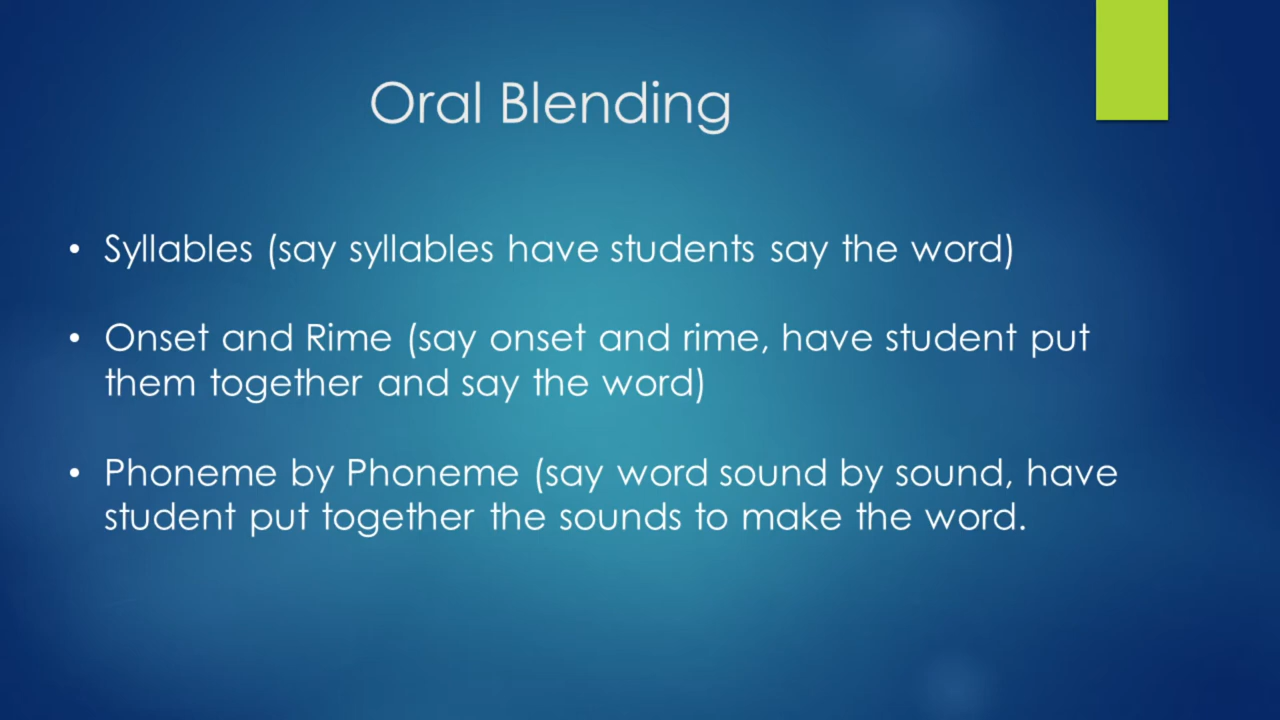 Oral Blending
• Syllables (say syllables have students say the word)
• Onset and Rime (say onset and rime, have student put
them together and say the word)
• Phoneme by Phoneme (say word sound by sound, have
student put together the sounds to make the word.